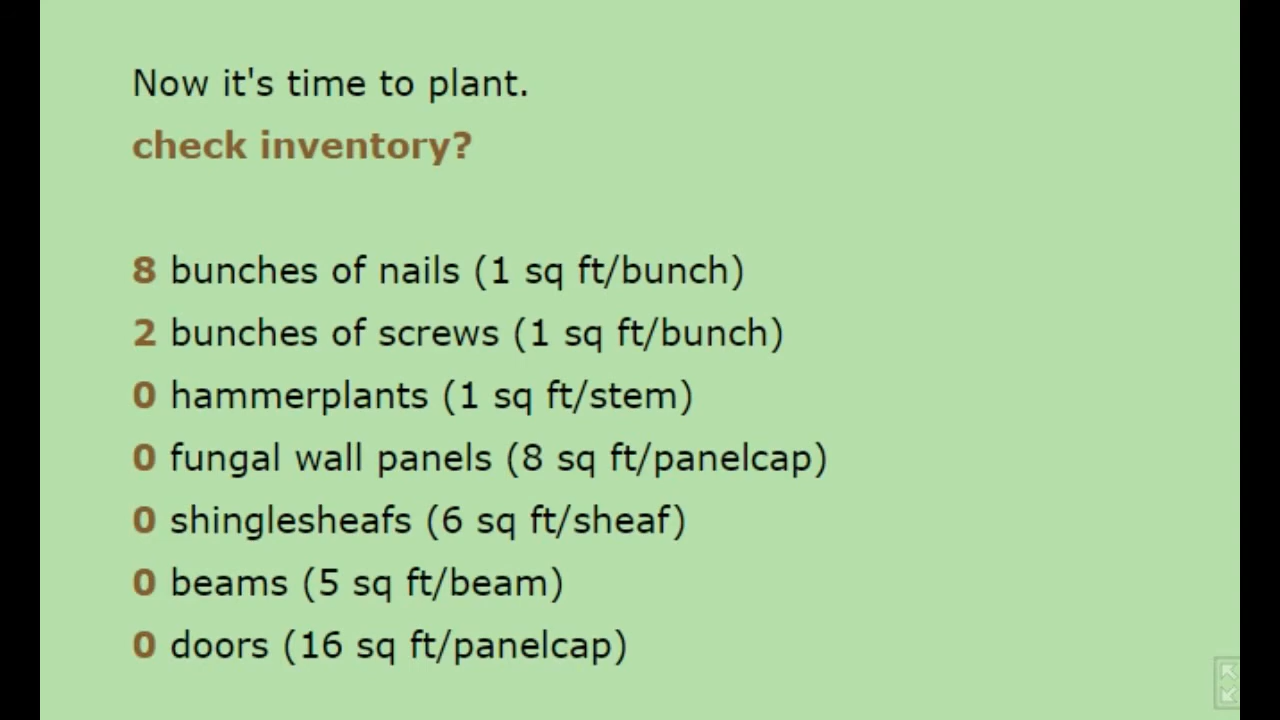 Now it's time to plant.
check inventory?
8 bunches of nails (1 sq ft/bunch)
2 bunches of screws (1 sq ft/bunch)
0 hammerplants (1 sq ft/stem)
0 fungal wall panels (8 sq ft/panelcap)
0 shinglesheafs (6 sq ft/sheaf)
0 beams (5 sq ft/beam)
0 doors (16 sq ft/panelcap)